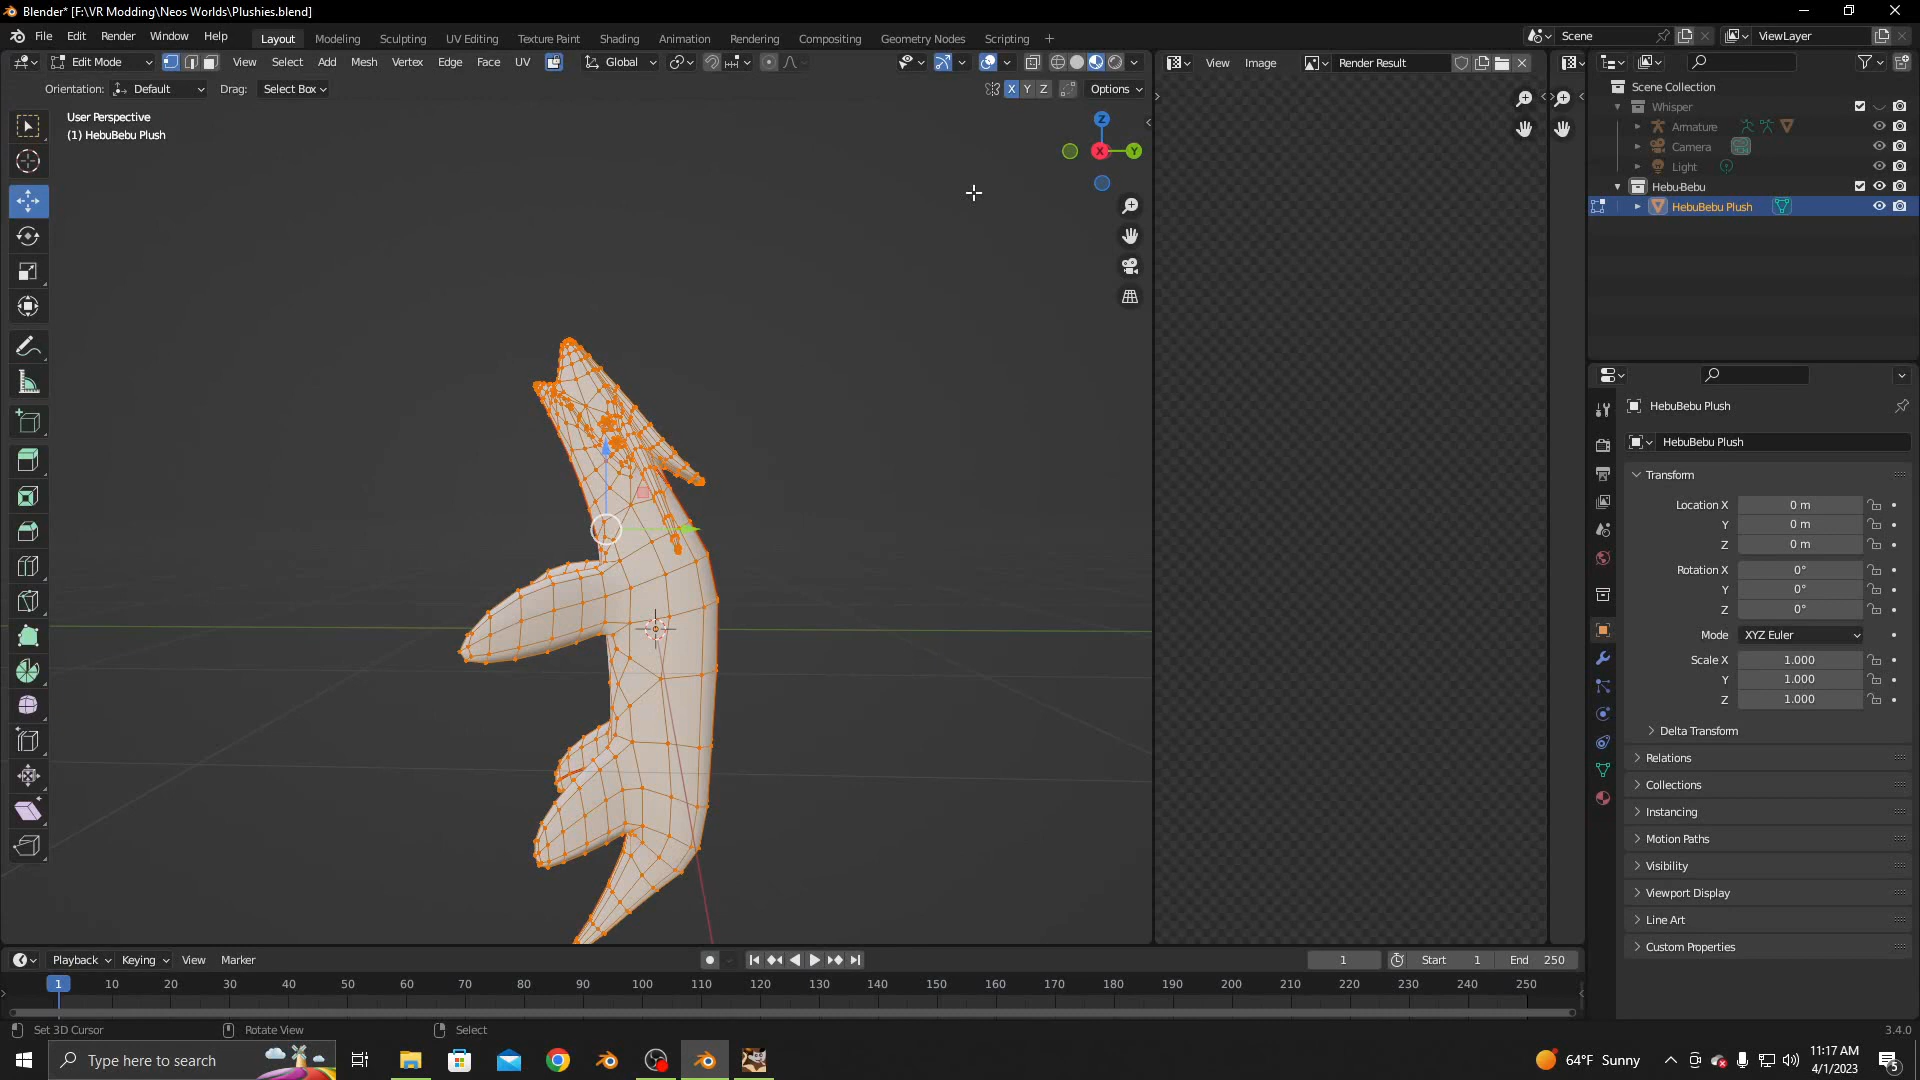 Blender* [F:\VR Modding\Neos Worlds\Plushies.blend]
File Edit Render Window Help Layout Modeling Sculpting UV Editing Texture Paint Shading Animation Rendering Compositing Geometry Nodes Scripting Scene ViewLayer
Edit Mode View Select Add Mesh Vertex Edge Face UV Global
Orientation: Default Drag: Select Box X Y Z Options
User Perspective
(1) HebuBebu Plush
Z
X Y
View Image Render Result
Scene Collection
Whisper
Armature
Camera
Light
Hebu-Bebu
HebuBebu Plush
HebuBebu Plush
HebuBebu Plush
Transform
Location X 0 m
Y 0 m
Z 0 m
Rotation X 0°
Y 0°
Z 0°
Mode XYZ Euler
Scale X 1.000
Y 1.000
Z 1.000
Delta Transform
Relations
Collections
Instancing
Motion Paths
Visibility
Viewport Display
Line Art
Custom Properties
Playback Keying View Marker 1 Start 1 End 250
1 10 20 30 40 50 60 70 80 90 100 110 120 130 140 150 160 170 180 190 200 210 220 230 240 250
Set 3D Cursor Rotate View Select 3.4.0
Type here to search 64°F Sunny 11:17 AM
4/1/2023 5